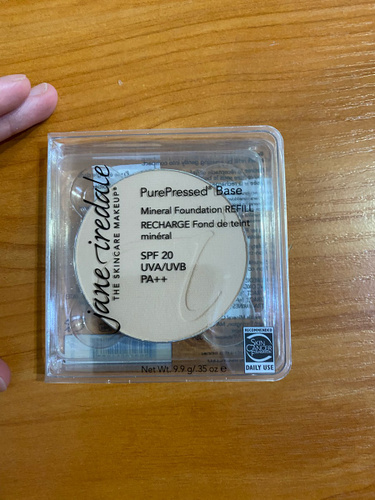 jane iredale
THE SKINCARE MAKEUP®
PurePressed® Base
Mineral Foundation REFILL
RECHARGE Fond de teint
minéral
SPF 20
UVA/UVB
PA++
RECOMMENDED
SKIN
CANCER
FOUNDATION
DAILY USE
Net Wt. 9.9 g/.35 oz e